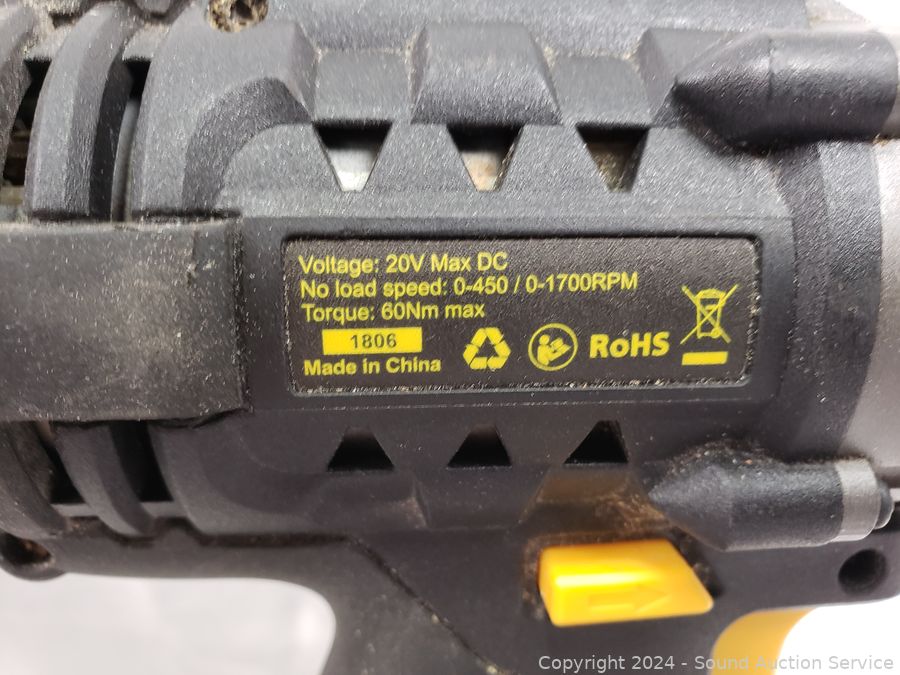 Voltage: 20V Max DC
No load speed: 0-450 / 0-1700RPM
Torque: 60Nm max
1806
Made in China
RoHS
Copyright 2024 - Sound Auction Service